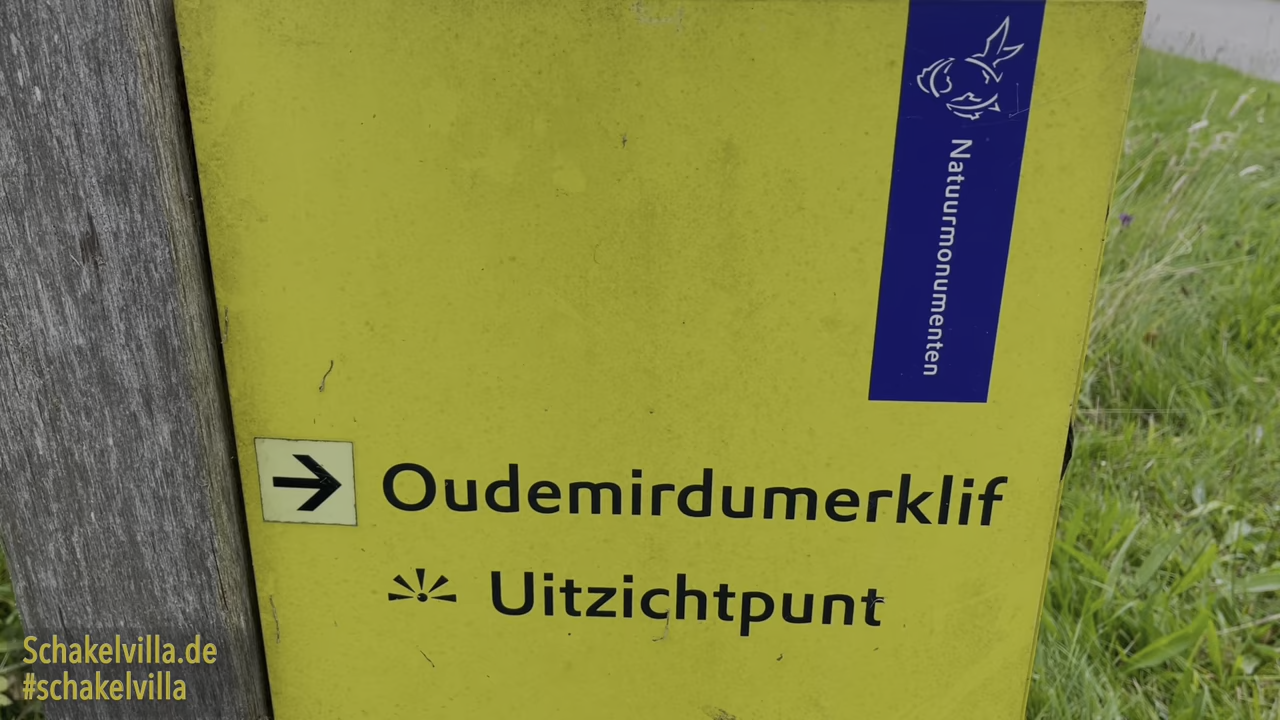 Natuurmonumenten
Oudemirdumerklif
Uitzichtpunt
Schakelvilla.de
#schakelvilla